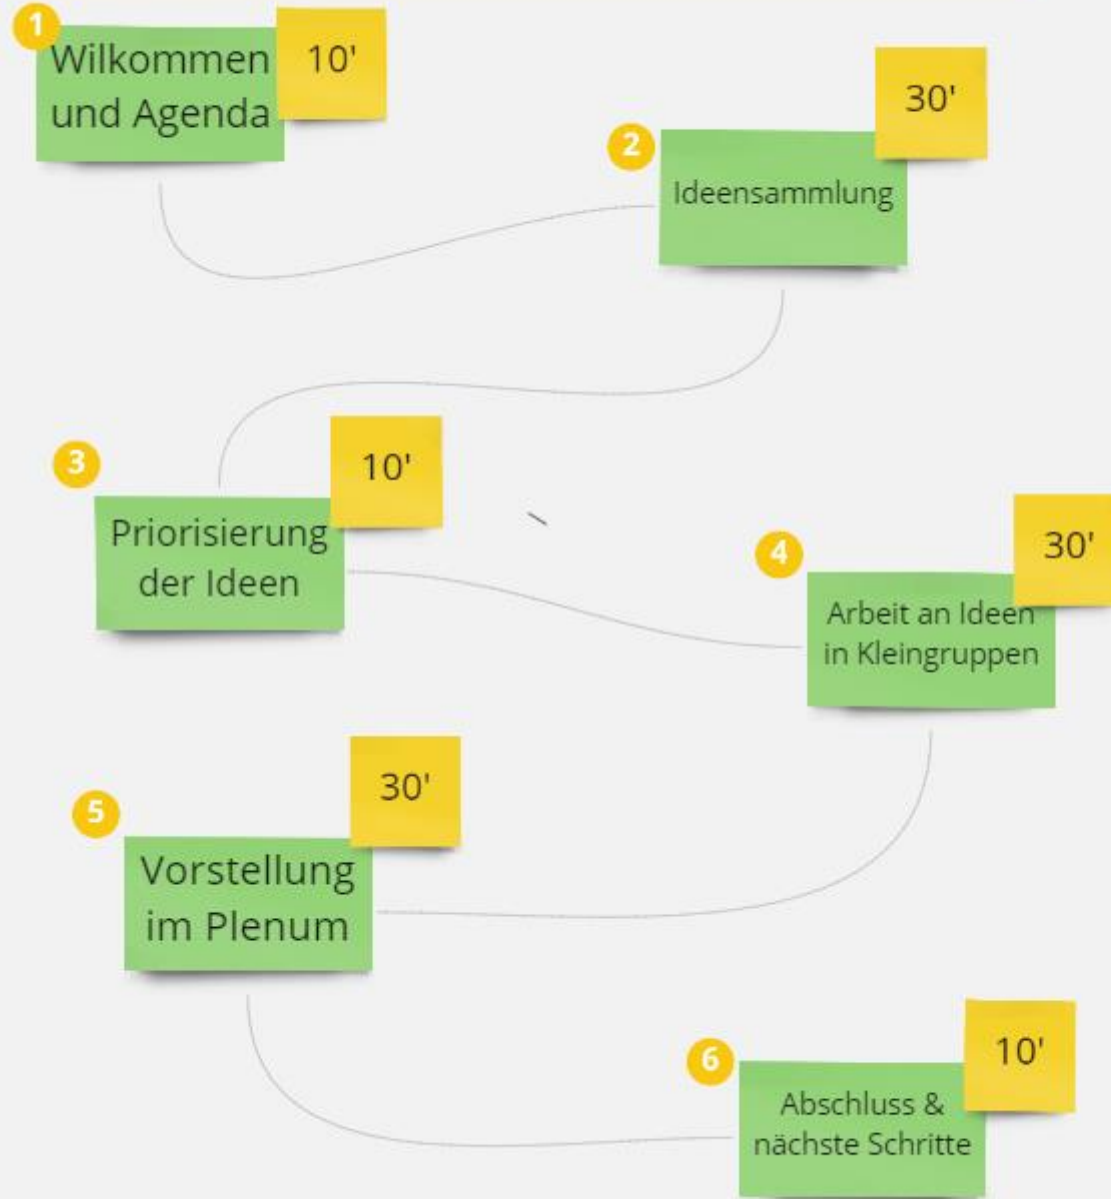 1
Wilkommen
und Agenda
10'
2
Ideensammlung
30'
3
Priorisierung
der Ideen
10'
4
Arbeit an Ideen
in Kleingruppen
30'
5
Vorstellung
im Plenum
30'
6
Abschluss &
nächste Schritte
10'